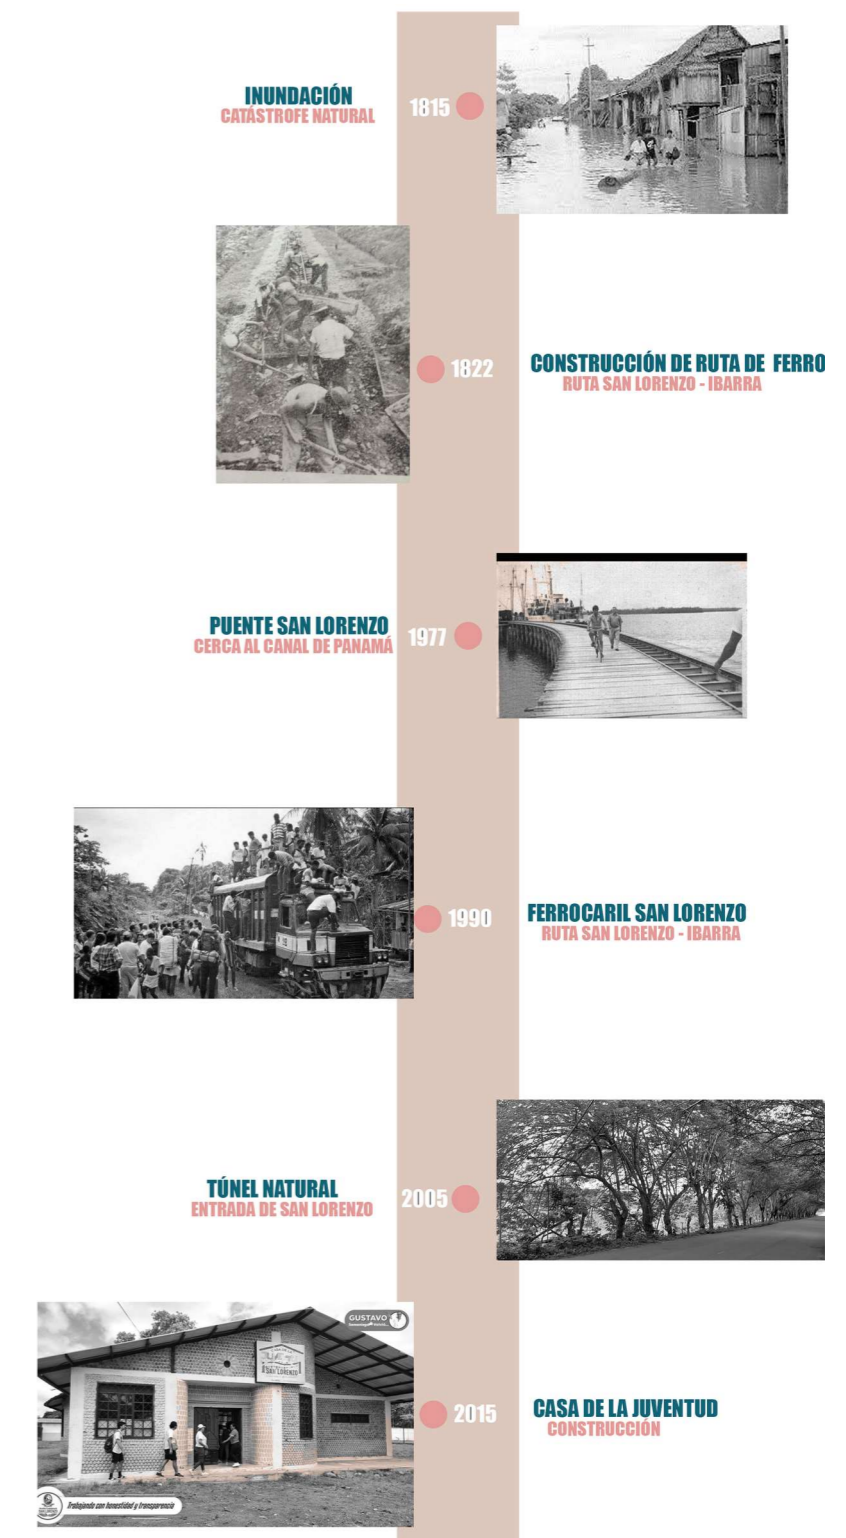 INUNDACIÓN
CATÁSTROFE NATURAL
1815
1822
CONSTRUCCIÓN DE RUTA DE FERRO
RUTA SAN LORENZO - IBARRA
PUENTE SAN LORENZO
CERCA AL CANAL DE PANAMÁ
1977
1990
FERROCARIL SAN LORENZO
RUTA SAN LORENZO - IBARRA
TÚNEL NATURAL
ENTRADA DE SAN LORENZO
2005
GUSTAVO
SAN LORENZO
Trabajando con honestidad y transparencia
2015
CASA DE LA JUVENTUD
CONSTRUCCIÓN